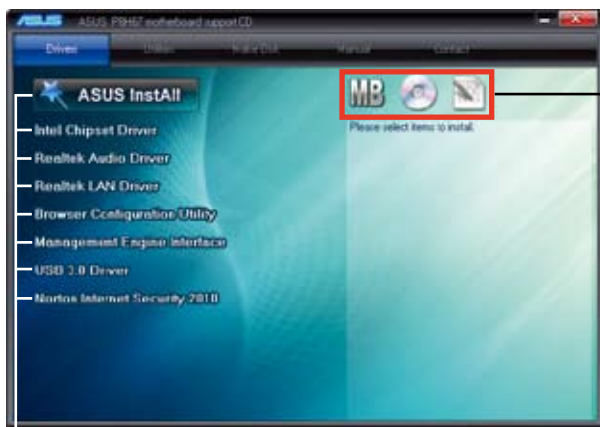 ASUS ASUS P8H67 motherboard support CD
Drivers Utilities Make Disk Manual Contact
ASUS InstAll
MB
Please select items to install.
Intel Chipset Driver
Realtek Audio Driver
Realtek LAN Driver
Browser Configuration Utility
Management Engine Interface
USB 3.0 Driver
Norton Internet Security 2010